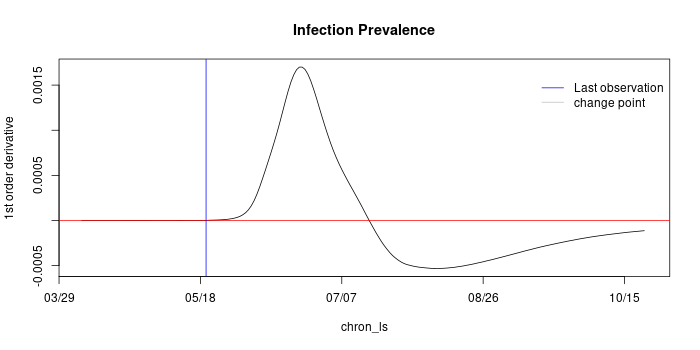 Infection Prevalence
1st order derivative
0.0015
0.0005
-0.0005
Last observation
change point
03/29
05/18
07/07
08/26
10/15
chron_ls